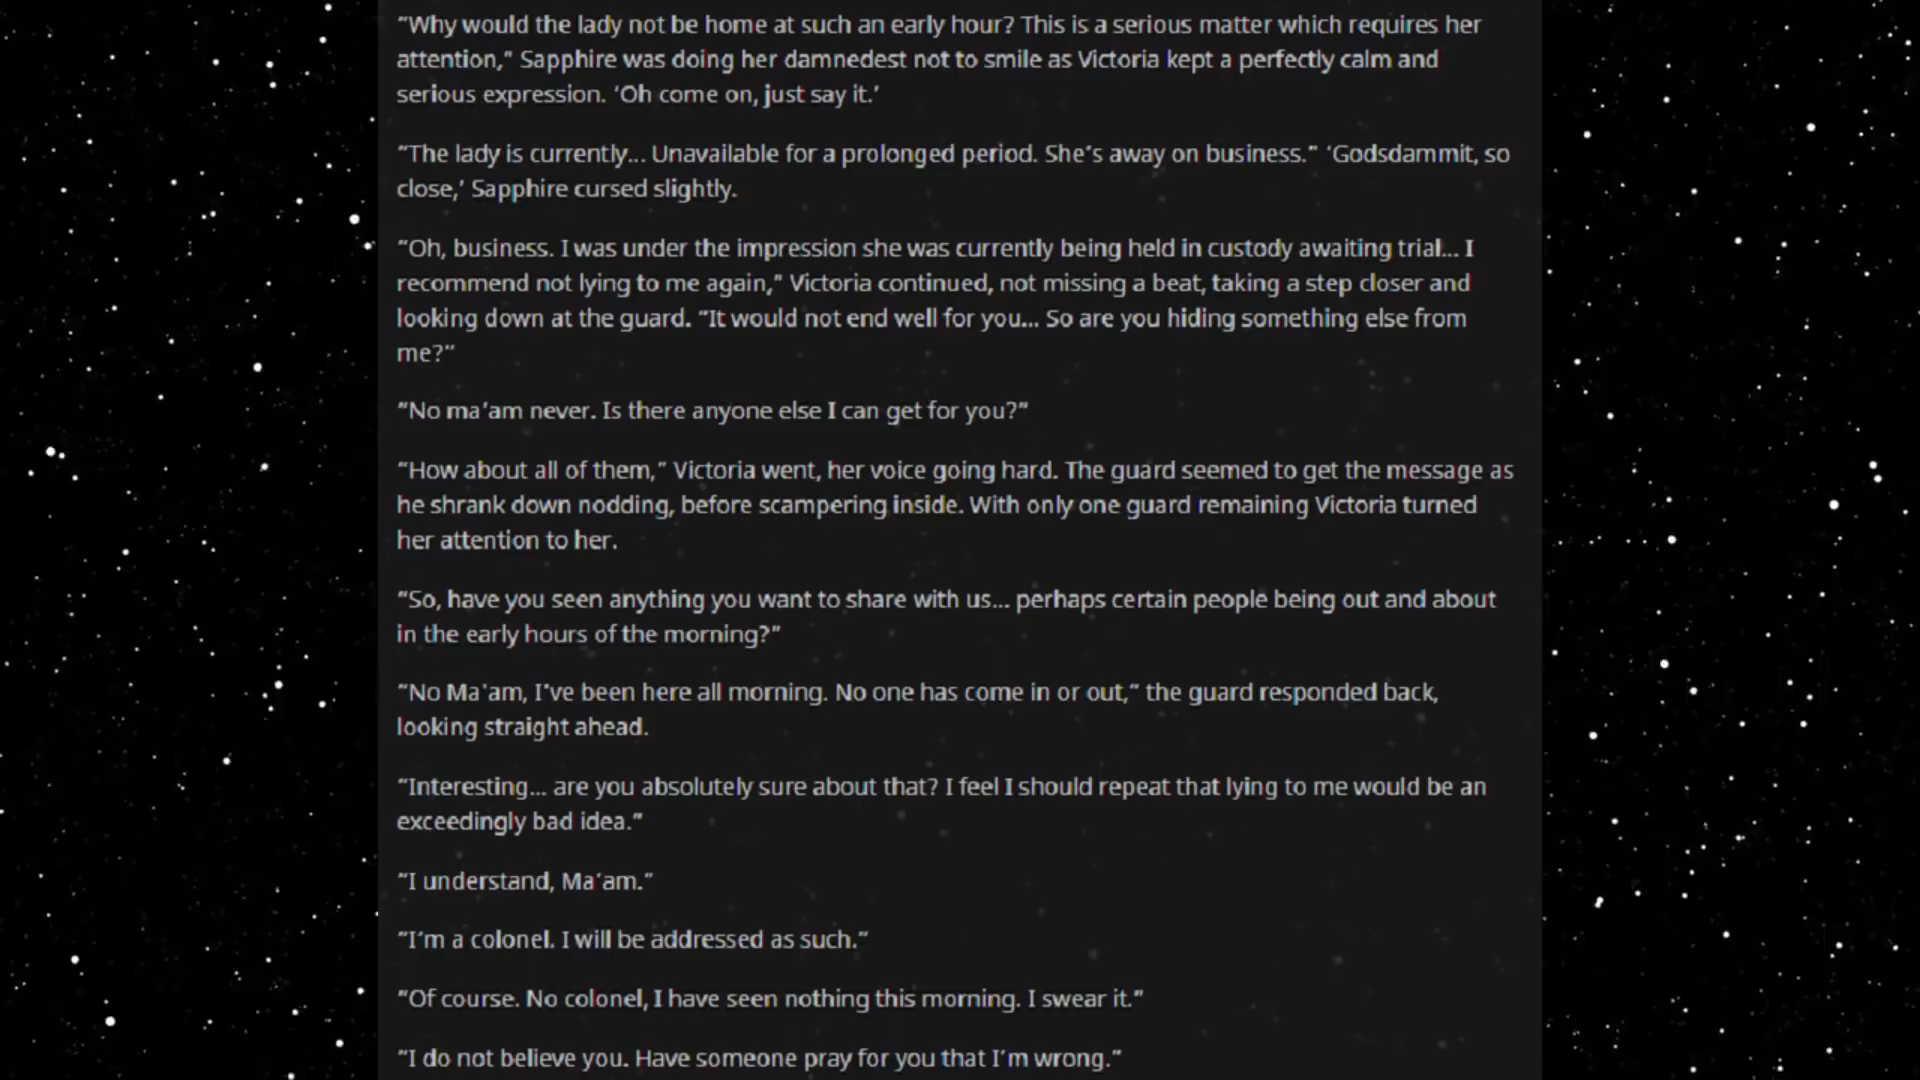 “Why would the lady not be home at such an early hour? This is a serious matter which requires her
attention,” Sapphire was doing her damnedest not to smile as Victoria kept a perfectly calm and
serious expression. ‘Oh come on, just say it.’
“The lady is currently... Unavailable for a prolonged period. She’s away on business.” ‘Godsdammit, so
close,’ Sapphire cursed slightly.
“Oh, business. I was under the impression she was currently being held in custody awaiting trial... I
recommend not lying to me again,” Victoria continued, not missing a beat, taking a step closer and
looking down at the guard. “It would not end well for you... So are you hiding something else from
me?”
“No ma’am never. Is there anyone else I can get for you?”
“How about all of them,” Victoria went, her voice going hard. The guard seemed to get the message as
he shrank down nodding, before scampering inside. With only one guard remaining Victoria turned
her attention to her.
“So, have you seen anything you want to share with us... perhaps certain people being out and about
in the early hours of the morning?”
“No Ma’am, I’ve been here all morning. No one has come in or out,” the guard responded back,
looking straight ahead.
“Interesting... are you absolutely sure about that? I feel I should repeat that lying to me would be an
exceedingly bad idea.”
“I understand, Ma’am.”
“I’m a colonel. I will be addressed as such.”
“Of course. No colonel, I have seen nothing this morning. I swear it.”
“I do not believe you. Have someone pray for you that I’m wrong.”